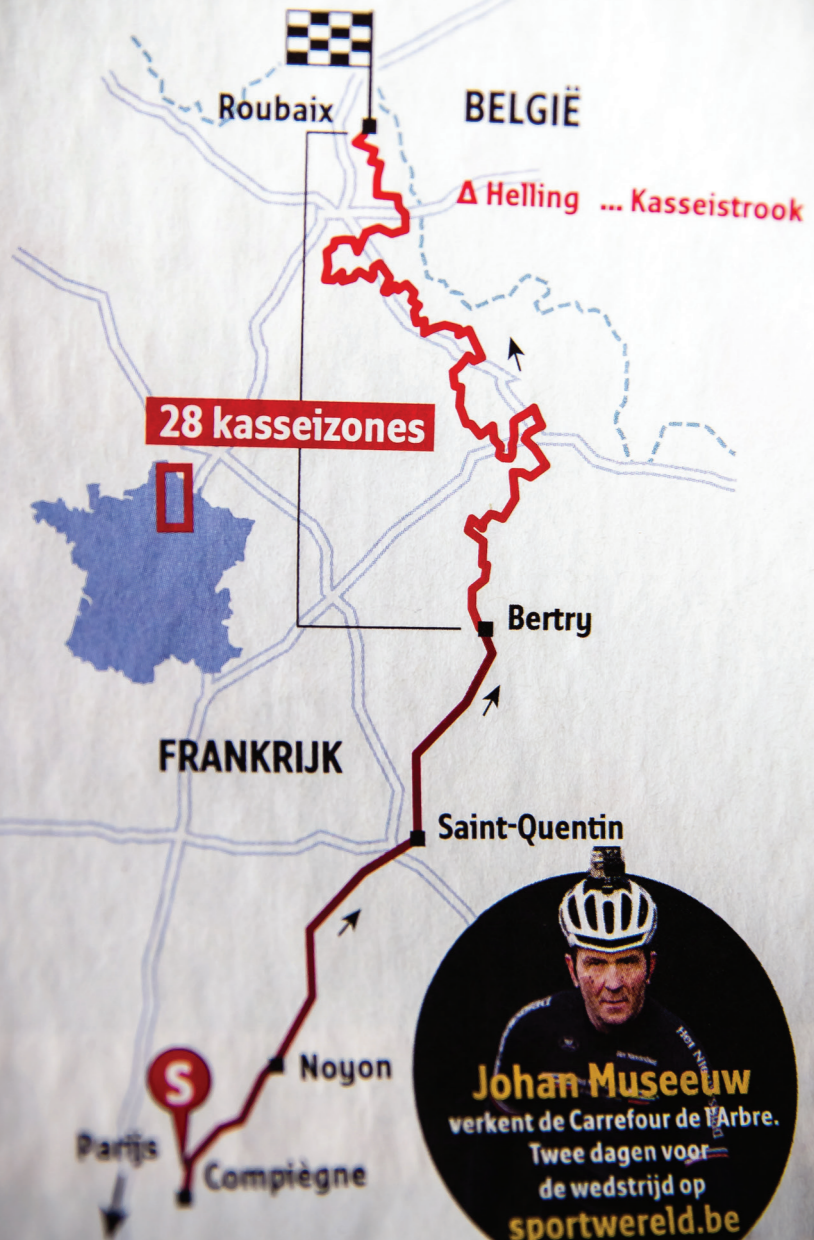 Roubaix
BELGIË
Δ Helling ... Kasseistrook
28 kasseizones
Bertry
FRANKRIJK
Saint-Quentin
Noyon
S
Parijs
Compiègne
Johan Museeuw
verkent de Carrefour de l'Arbre.
Twee dagen voor
de wedstrijd op
sportwereld.be